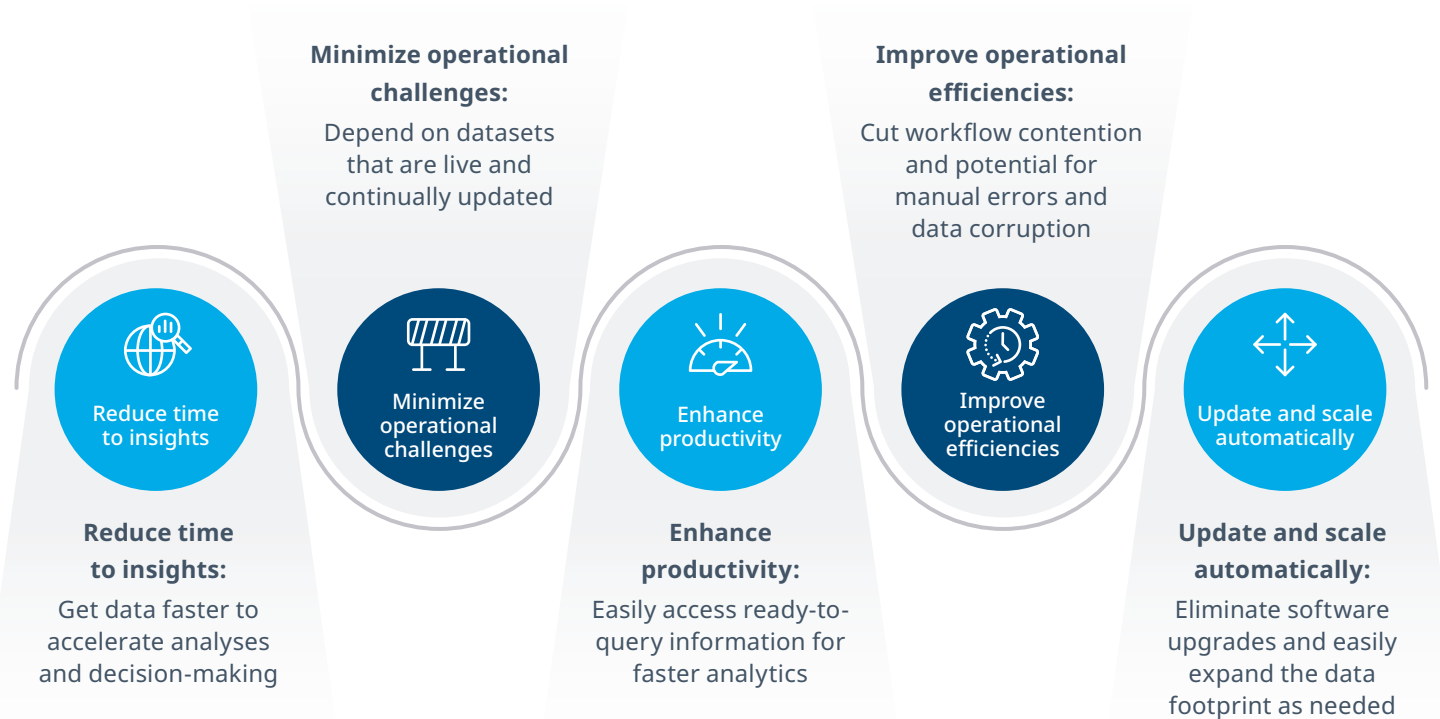 Minimize operational
challenges:
Depend on datasets
that are live and
continually updated
Improve operational
efficiencies:
Cut workflow contention
and potential for
manual errors and
data corruption
Reduce time
to insights
Minimize
operational
challenges
Enhance
productivity
Improve
operational
efficiencies
Update and scale
automatically
Reduce time
to insights:
Get data faster to
accelerate analyses
and decision-making
Enhance
productivity:
Easily access ready-to-
query information for
faster analytics
Update and scale
automatically:
Eliminate software
upgrades and easily
expand the data
footprint as needed